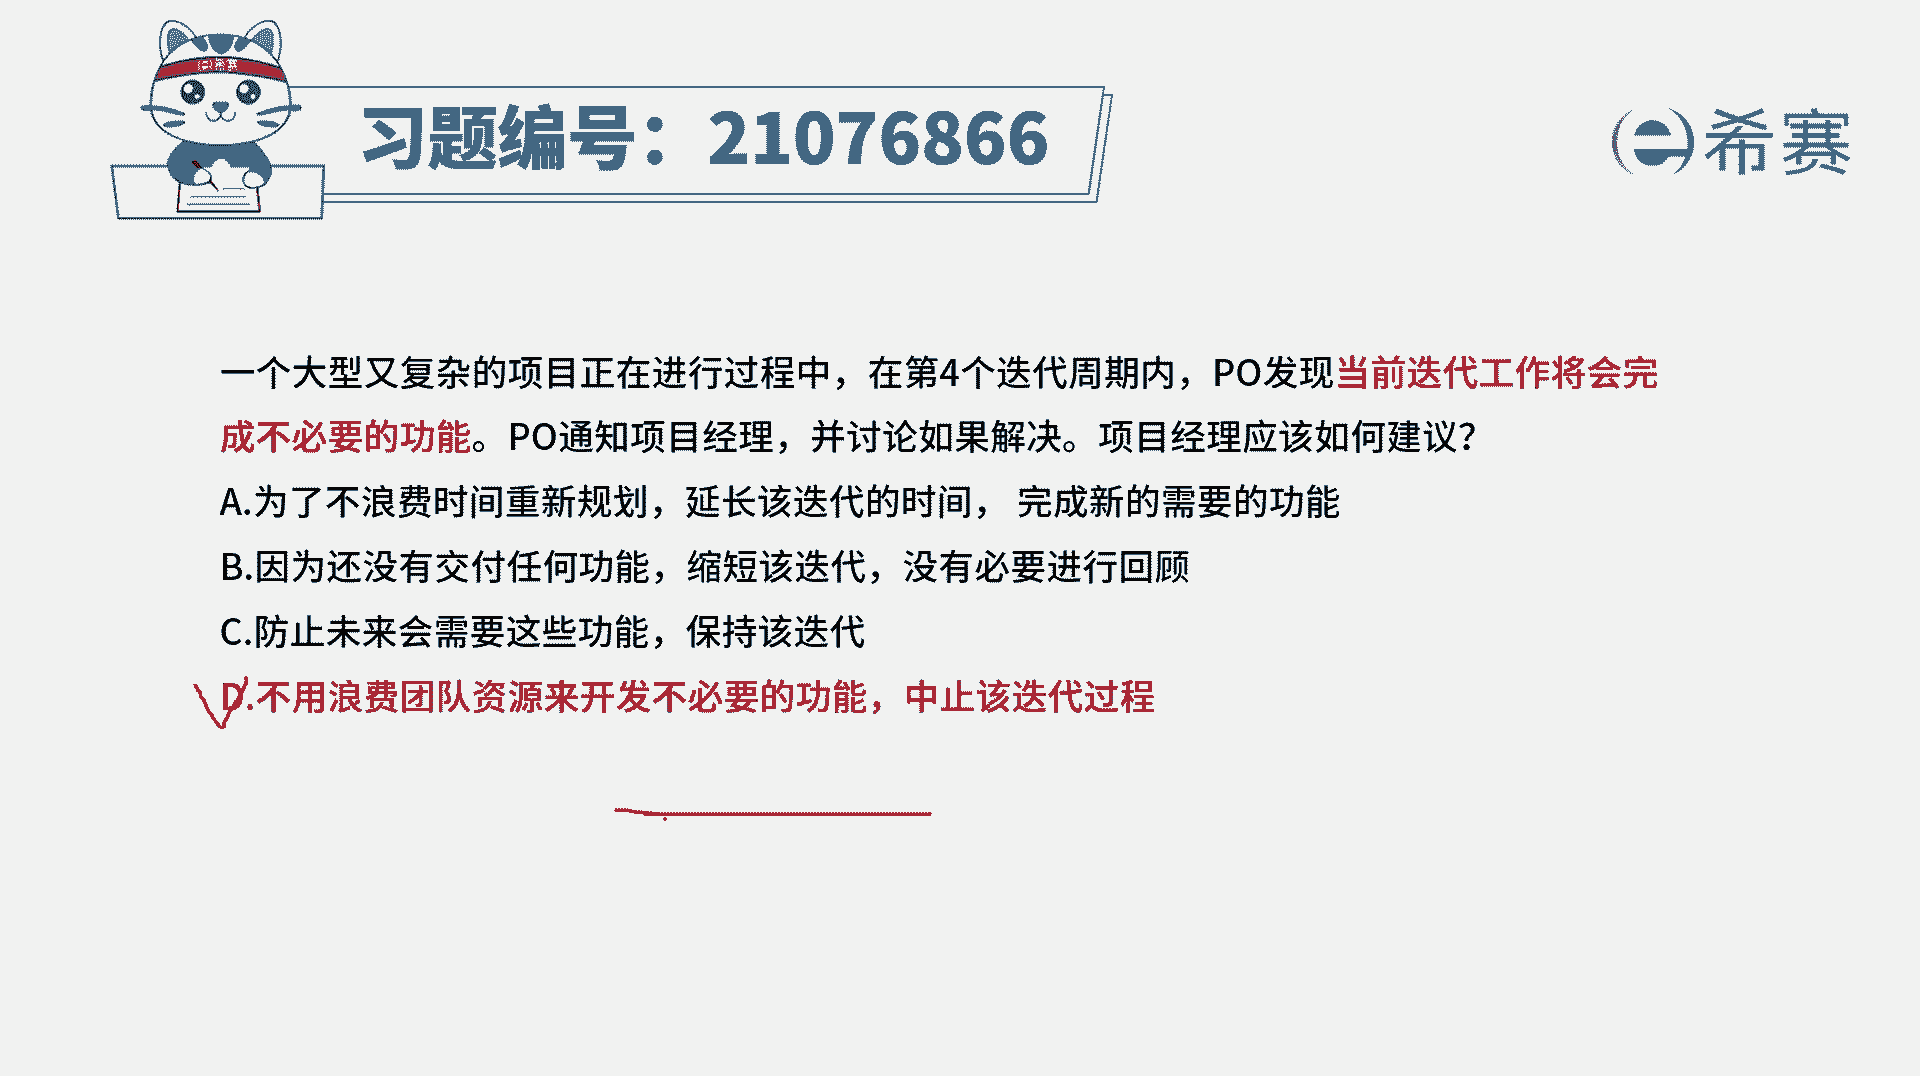 习题编号：21076866
希赛
一个大型又复杂的项目正在进行过程中，在第4个迭代周期内，PO发现当前迭代工作将会完
成不必要的功能。PO通知项目经理，并讨论如果解决。项目经理应该如何建议？
A.为了不浪费时间重新规划，延长该迭代的时间， 完成新的需要的功能
B.因为还没有交付任何功能，缩短该迭代，没有必要进行回顾
C.防止未来会需要这些功能，保持该迭代
D.不用浪费团队资源来开发不必要的功能，中止该迭代过程